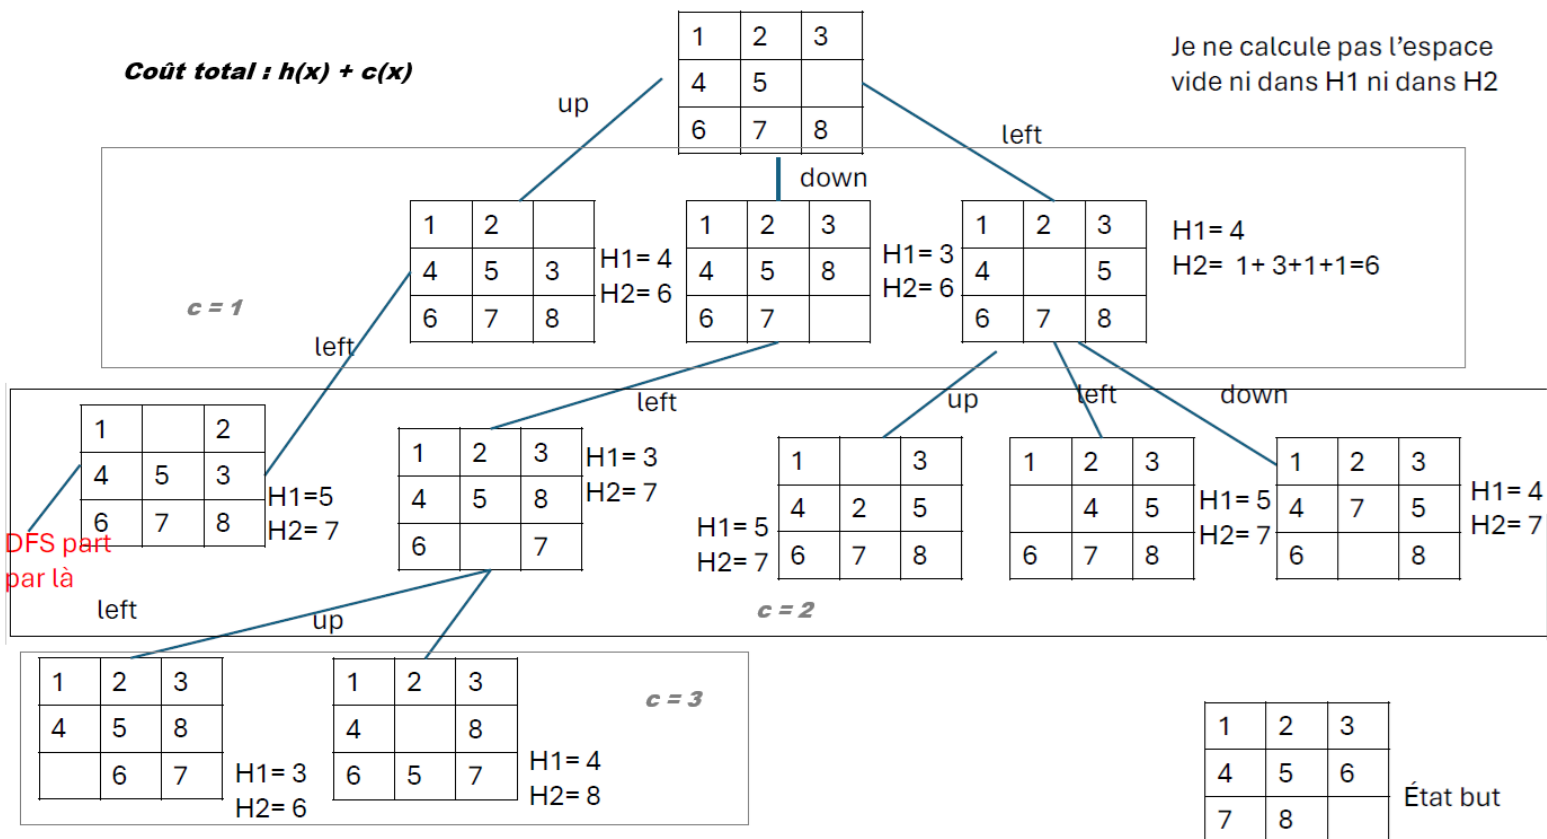 Coût total : h(x) + c(x)
1 2 3
4 5
6 7 8
Je ne calcule pas l'espace
vide ni dans H1 ni dans H2
up
left
down
c = 1
1 2
4 5 3
6 7 8
H1= 4
H2= 6
1 2 3
4 5 8
6 7
H1= 3
H2= 6
1 2 3
4 5
6 7 8
H1= 4
H2= 1+ 3+1+1=6
left
left
up
left
down
1 2
4 5 3
6 7 8
H1=5
H2= 7
DFS part
par là
1 2 3
4 5 8
6 7
H1= 3
H2= 7
1 3
4 2 5
6 7 8
H1= 5
H2= 7
1 2 3
4 5
6 7 8
H1= 5
H2= 7
1 2 3
4 7 5
6 8
H1= 4
H2= 7
c = 2
left
up
1 2 3
4 5 8
6 7
H1= 3
H2= 6
1 2 3
4 8
6 5 7
H1= 4
H2= 8
c = 3
1 2 3
4 5 6
7 8
État but